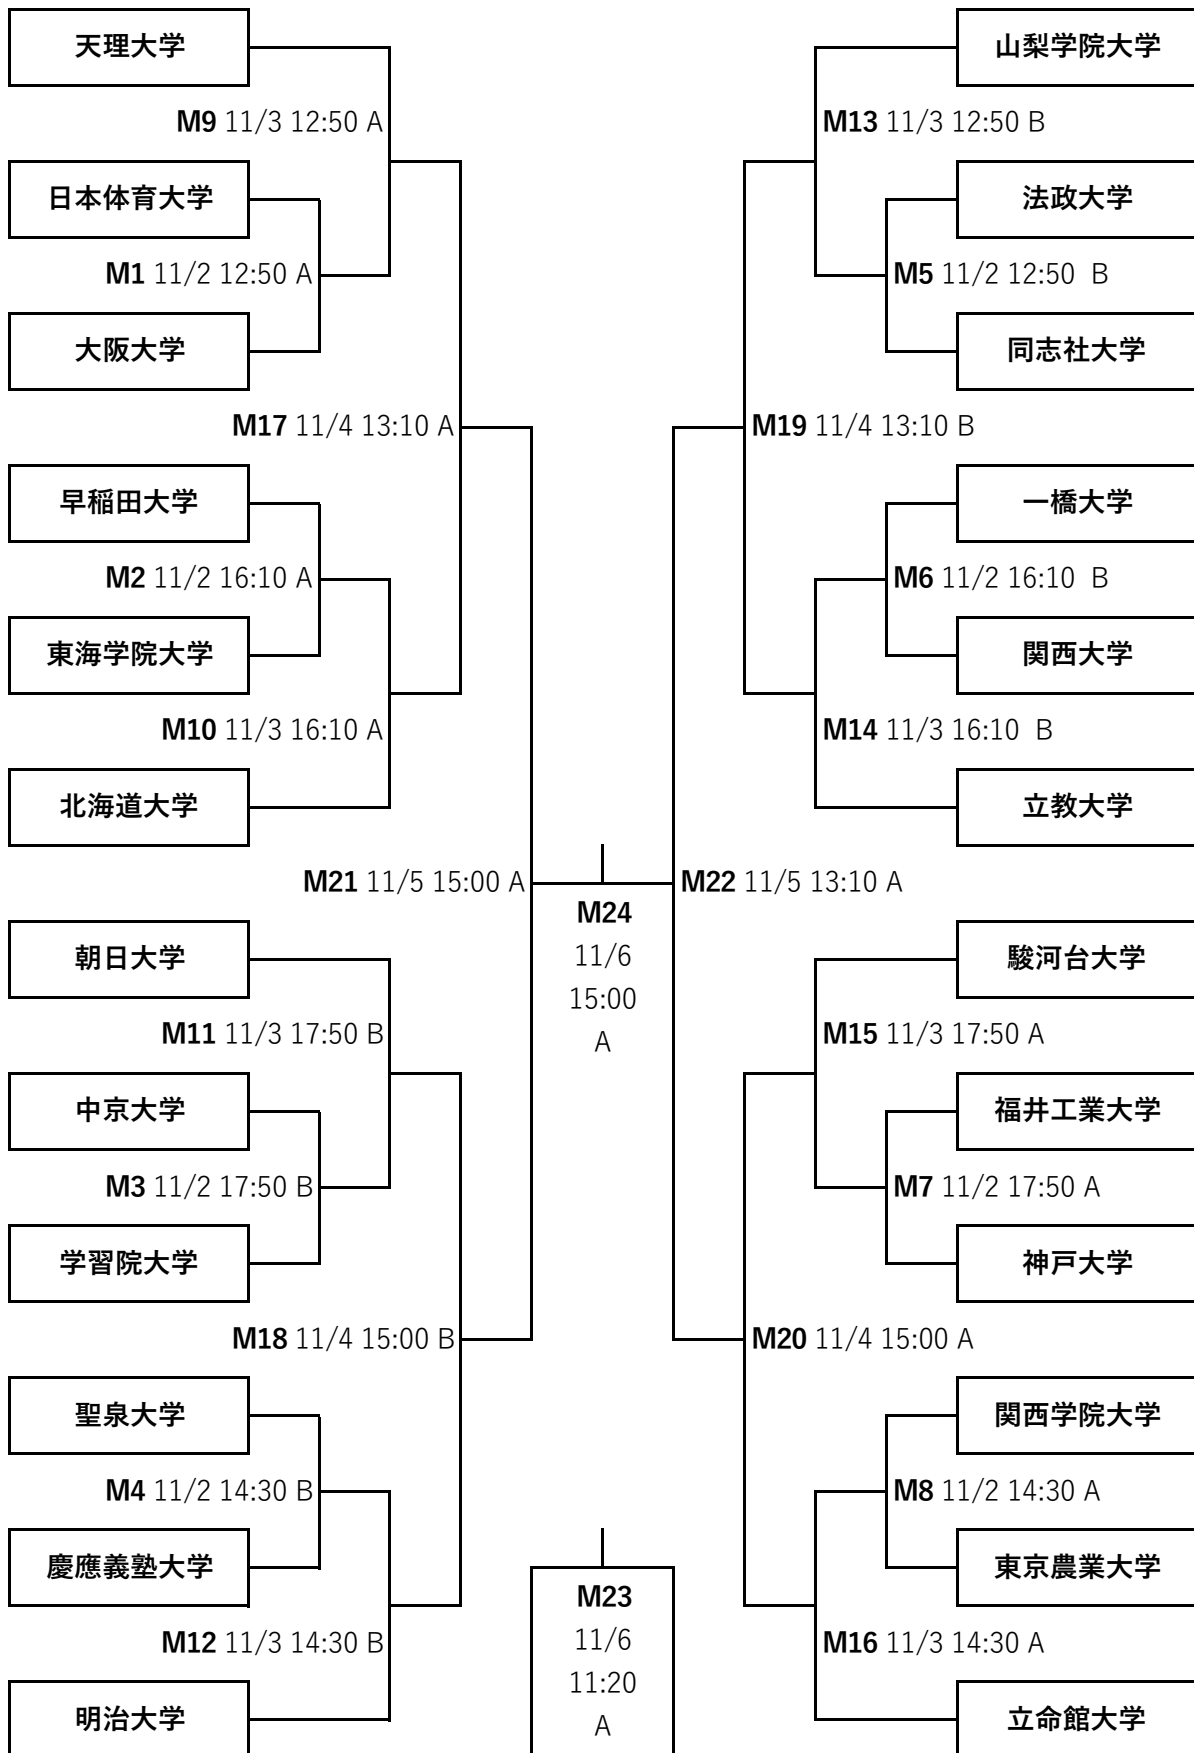 天理大学
M9 11/3 12:50 A
日本体育大学
M1 11/2 12:50 A
大阪大学
M17 11/4 13:10 A
早稲田大学
M2 11/2 16:10 A
東海学院大学
M10 11/3 16:10 A
北海道大学
M21 11/5 15:00 A
朝日大学
M11 11/3 17:50 B
中京大学
M3 11/2 17:50 B
学習院大学
M18 11/4 15:00 B
聖泉大学
M4 11/2 14:30 B
慶應義塾大学
M12 11/3 14:30 B
明治大学
M24
11/6
15:00
A
M23
11/6
11:20
A
山梨学院大学
M13 11/3 12:50 B
法政大学
M5 11/2 12:50 B
同志社大学
M19 11/4 13:10 B
一橋大学
M6 11/2 16:10 B
関西大学
M14 11/3 16:10 B
立教大学
M22 11/5 13:10 A
駿河台大学
M15 11/3 17:50 A
福井工業大学
M7 11/2 17:50 A
神戸大学
M20 11/4 15:00 A
関西学院大学
M8 11/2 14:30 A
東京農業大学
M16 11/3 14:30 A
立命館大学